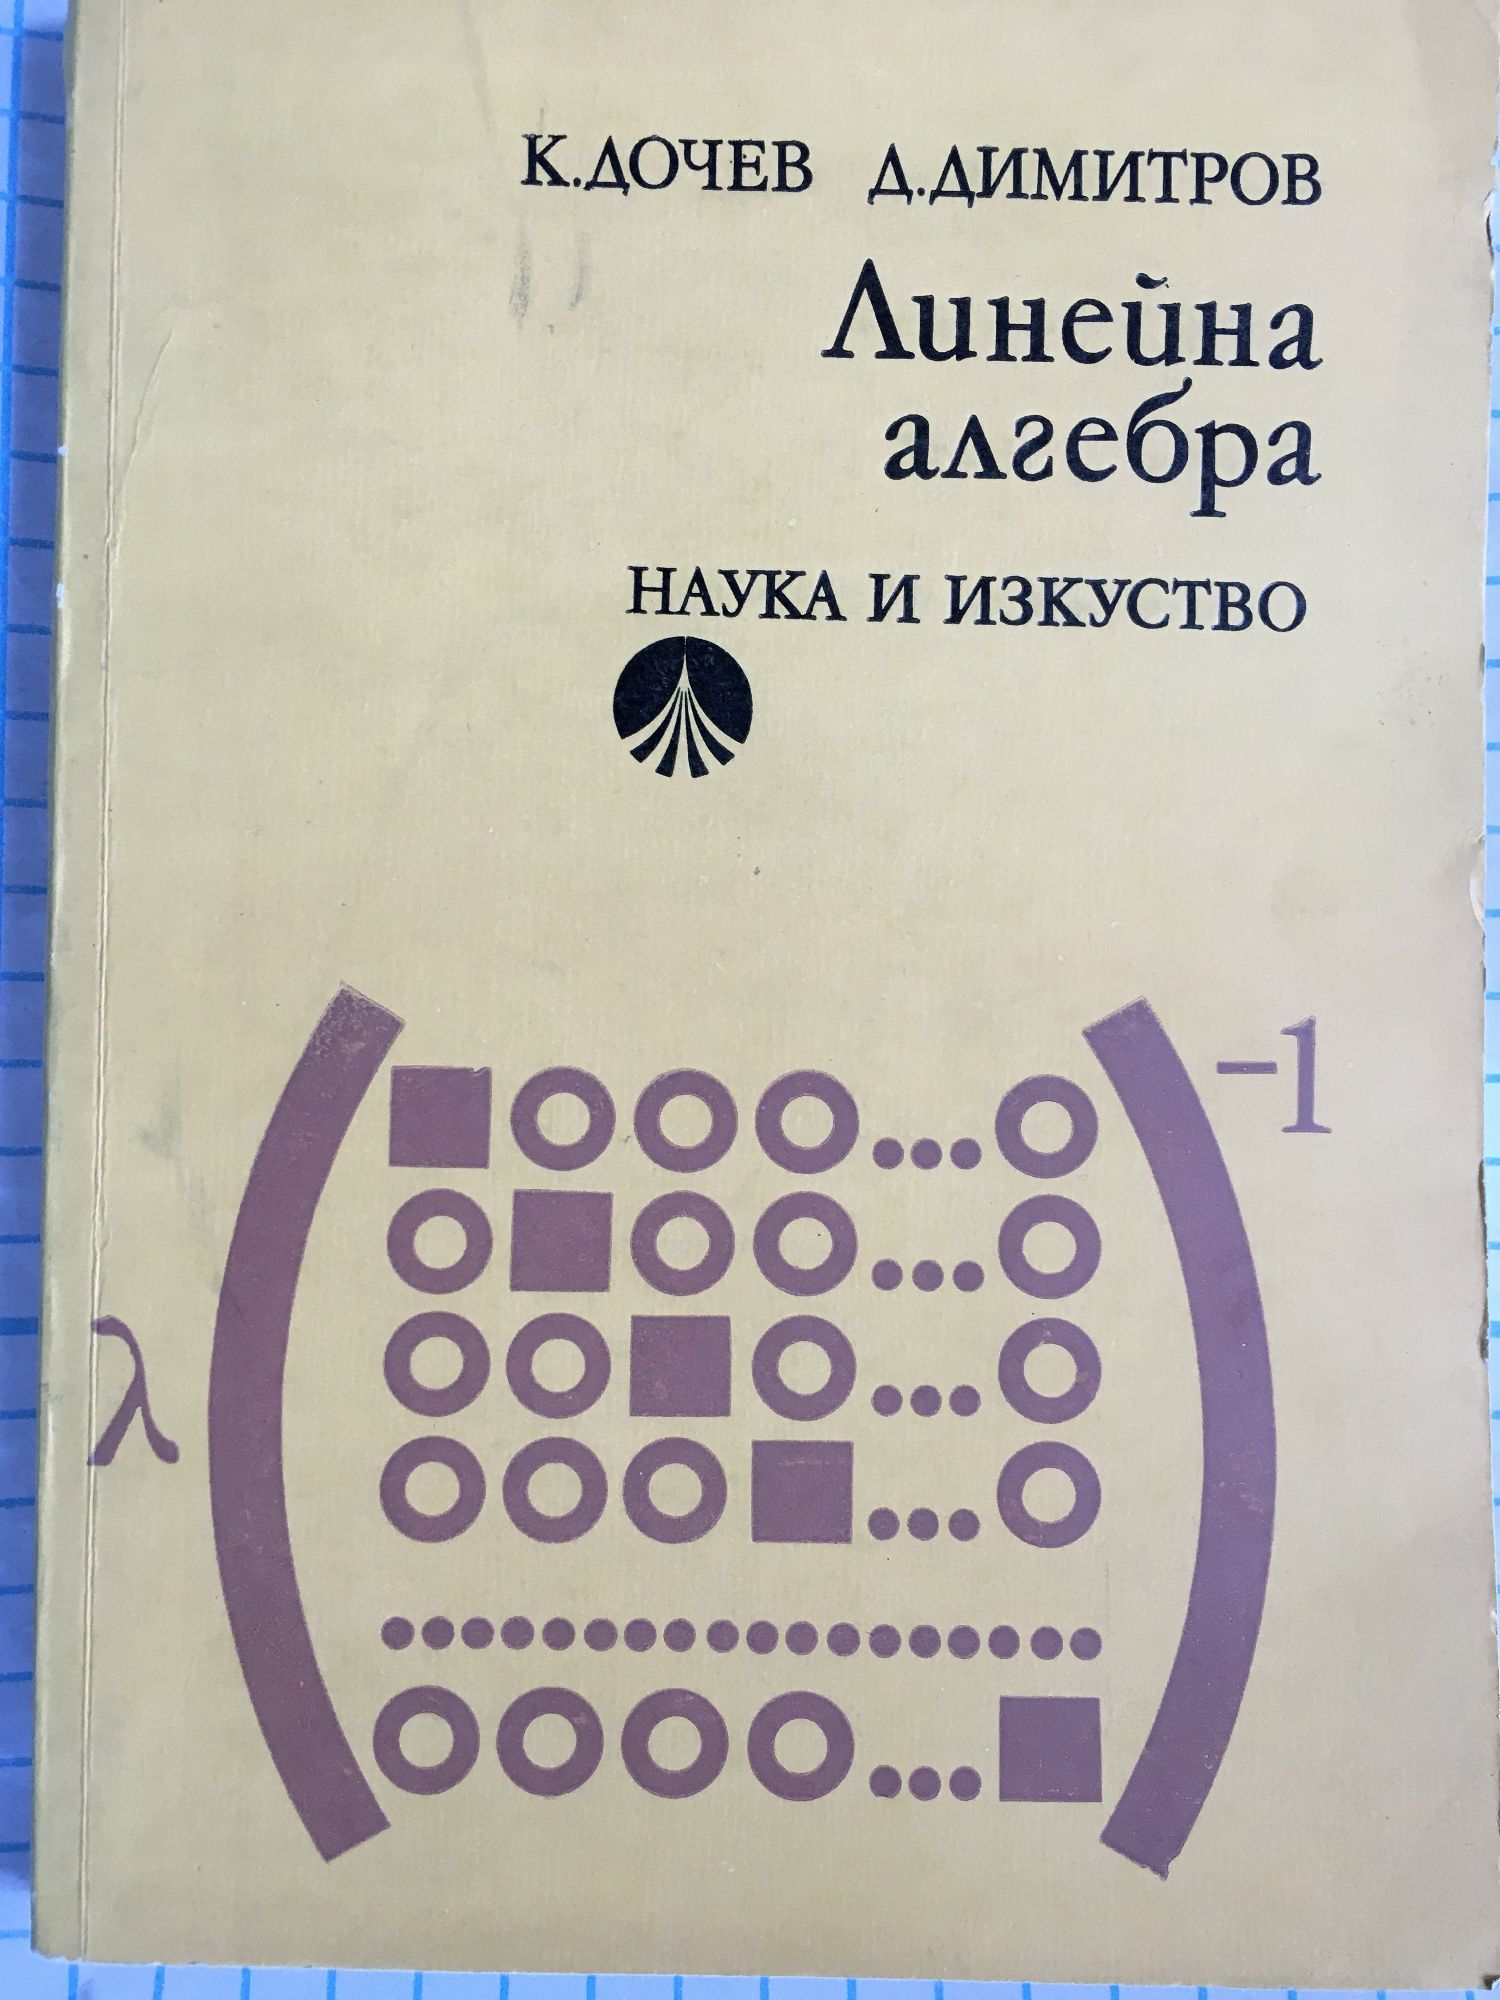 К.ДОЧЕВ Д.ДИМИТРОВ
Линейна
алгебра
НАУКА И ИЗКУСТВО
-1
λ